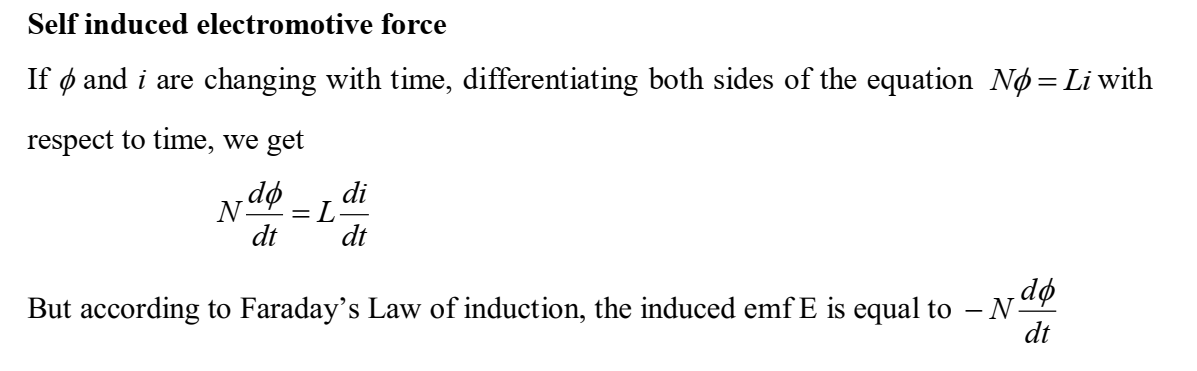 Self induced electromotive force
If ϕ and i are changing with time, differentiating both sides of the equation Nϕ = Li with
respect to time, we get
N dϕ/dt = L di/dt
But according to Faraday’s Law of induction, the induced emf E is equal to − N dϕ/dt